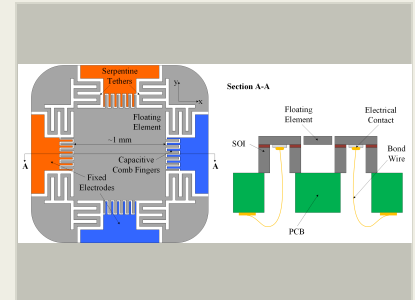 Serpentine
Tethers
y
x
Floating
Element
~1 mm
A
A
Capacitive
Comb Fingers
Fixed
Electrodes
Section A-A
Floating
Element
Electrical
Contact
SOI
Bond
Wire
PCB